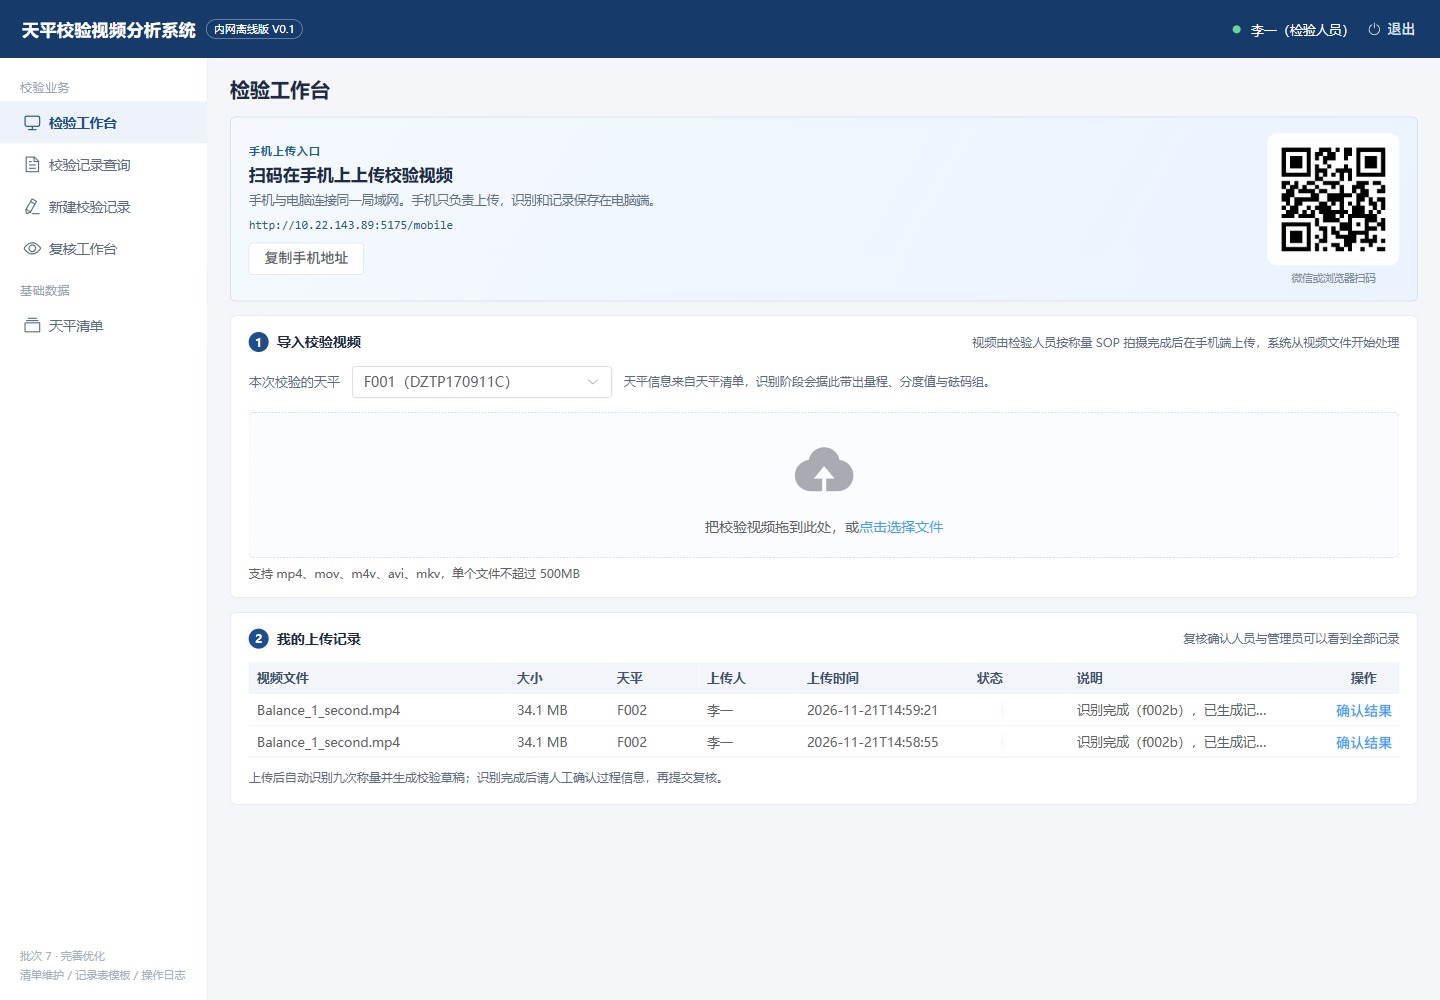 天平校验视频分析系统 内网离线版 V0.1
李一（检验人员） 退出
校验业务
检验工作台
校验记录查询
新建校验记录
复核工作台
基础数据
天平清单
批次 7 · 完善优化
清单维护 / 记录表模板 / 操作日志
检验工作台
手机上传入口
扫码在手机上上传校验视频
手机与电脑连接同一局域网。手机只负责上传，识别和记录保存在电脑端。
http://10.22.143.89:5175/mobile
复制手机地址
微信或浏览器扫码
1 导入校验视频 视频由检验人员按称量 SOP 拍摄完成后在手机端上传，系统从视频文件开始处理
本次校验的天平 F001（DZTP170911C） 天平信息来自天平清单，识别阶段会据此带出量程、分度值与砝码组。
把校验视频拖到此处，或点击选择文件
支持 mp4、mov、m4v、avi、mkv，单个文件不超过 500MB
2 我的上传记录 复核确认人员与管理员可以看到全部记录
视频文件 大小 天平 上传人 上传时间 状态 说明 操作
Balance_1_second.mp4 34.1 MB F002 李一 2026-11-21T14:59:21 识别完成（f002b），已生成记... 确认结果
Balance_1_second.mp4 34.1 MB F002 李一 2026-11-21T14:58:55 识别完成（f002b），已生成记... 确认结果
上传后自动识别九次称量并生成校验草稿；识别完成后请人工确认过程信息，再提交复核。